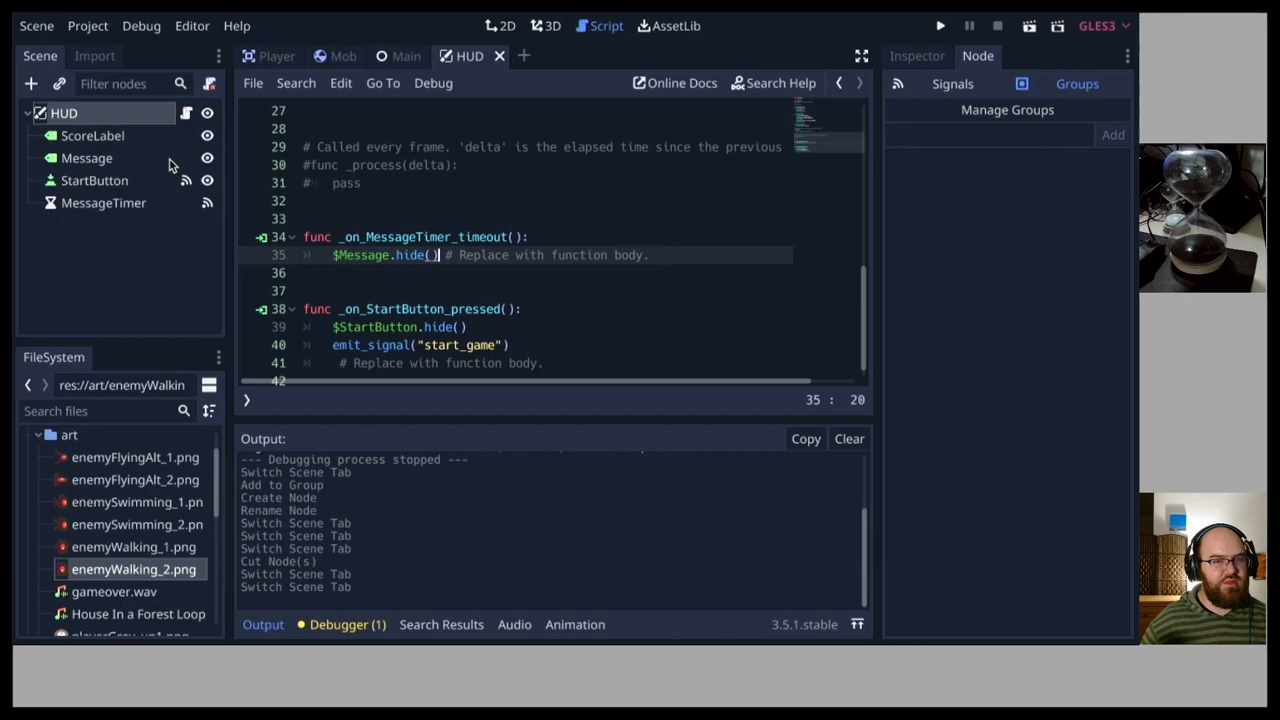 Scene Project Debug Editor Help 2D 3D Script AssetLib GLES3
Scene Import
Filter nodes
HUD
ScoreLabel
Message
StartButton
MessageTimer
FileSystem
res://art/enemyWalkin
Search files
art
enemyFlyingAlt_1.png
enemyFlyingAlt_2.png
enemySwimming_1.pn
enemySwimming_2.pn
enemyWalking_1.png
enemyWalking_2.png
gameover.wav
House In a Forest Loop
Player Mob Main HUD
File Search Edit Go To Debug Online Docs Search Help
27
28
29 # Called every frame. 'delta' is the elapsed time since the previous
30 #func _process(delta):
31 # pass
32
33
34 func _on_MessageTimer_timeout():
35 $Message.hide() # Replace with function body.
36
37
38 func _on_StartButton_pressed():
39 $StartButton.hide()
40 emit_signal("start_game")
41 # Replace with function body.
42
35 : 20
Output: Copy Clear
--- Debugging process stopped ---
Switch Scene Tab
Add to Group
Create Node
Rename Node
Switch Scene Tab
Switch Scene Tab
Switch Scene Tab
Cut Node(s)
Switch Scene Tab
Switch Scene Tab
Output Debugger (1) Search Results Audio Animation 3.5.1.stable
Inspector Node
Signals Groups
Manage Groups
Add